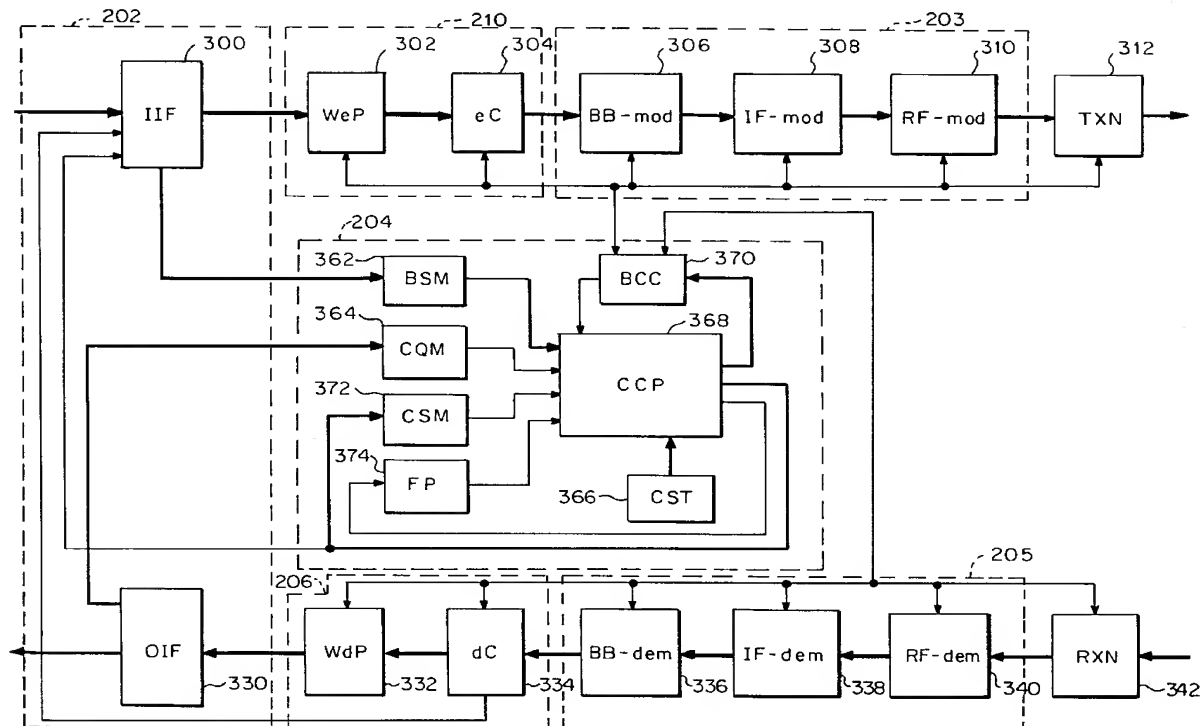 202
210
203
300
302
304
306
308
310
312
IIF
WeP
eC
BB-mod
IF-mod
RF-mod
TXN
204
362
BSM
BCC
370
364
CQM
368
CCP
372
CSM
374
FP
366
CST
206
205
OIF
WdP
dC
BB-dem
IF-dem
RF-dem
RXN
330
332
334
336
338
340
342